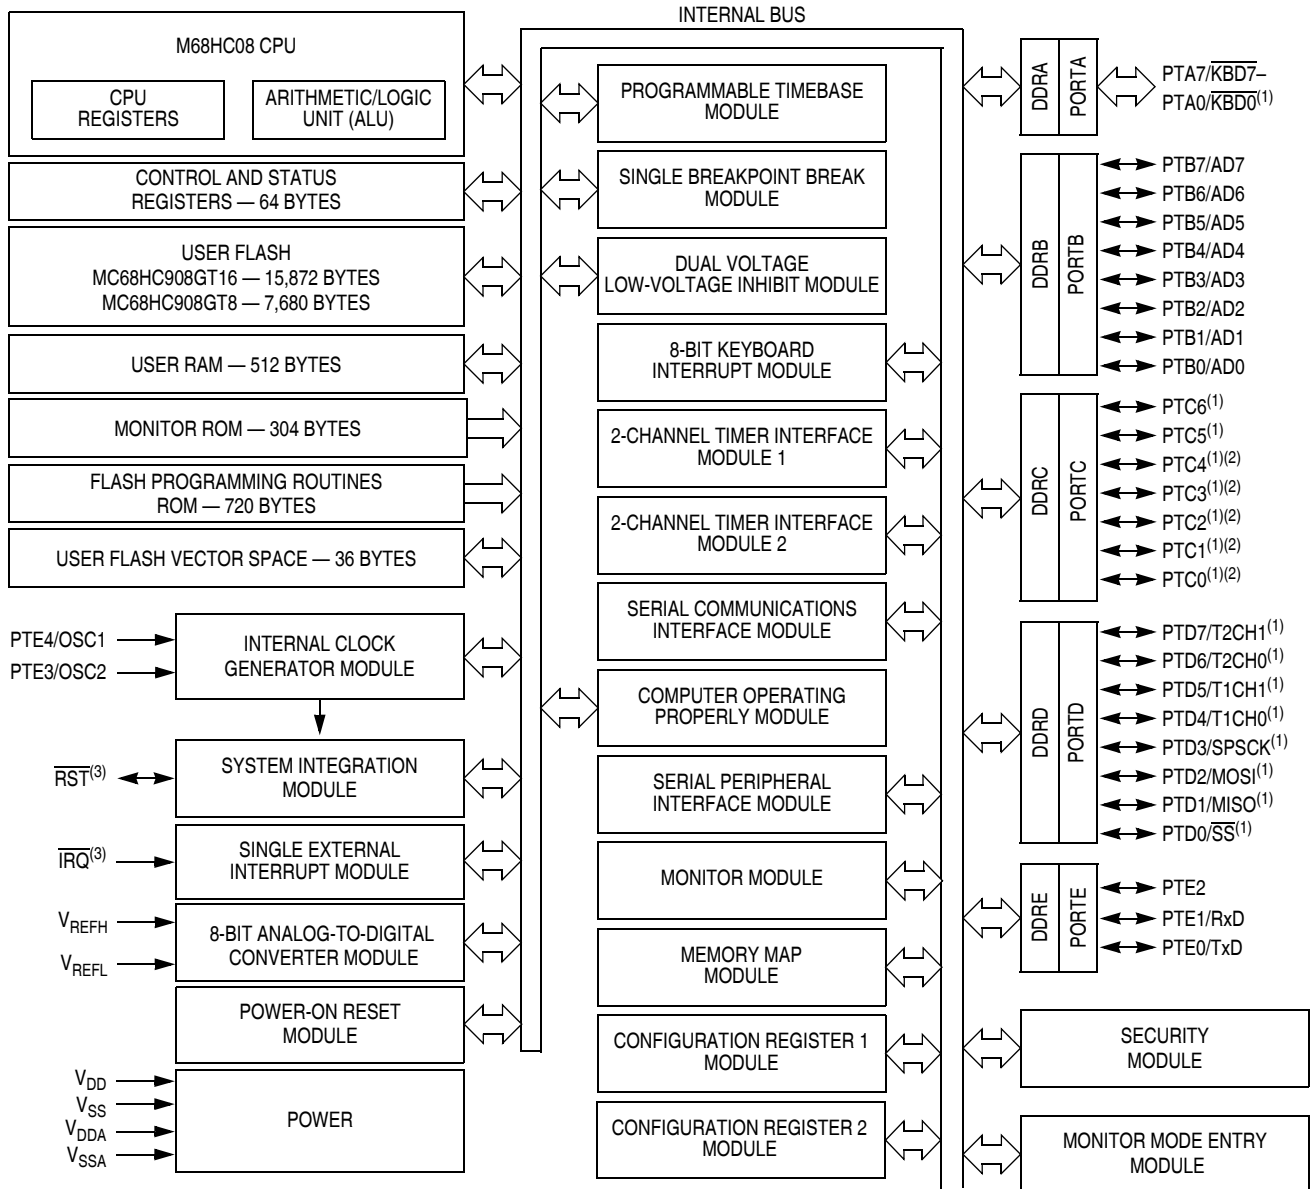 INTERNAL BUS
M68HC08 CPU
CPU
REGISTERS
ARITHMETIC/LOGIC
UNIT (ALU)
CONTROL AND STATUS
REGISTERS — 64 BYTES
USER FLASH
MC68HC908GT16 — 15,872 BYTES
MC68HC908GT8 — 7,680 BYTES
USER RAM — 512 BYTES
MONITOR ROM — 304 BYTES
FLASH PROGRAMMING ROUTINES
ROM — 720 BYTES
USER FLASH VECTOR SPACE — 36 BYTES
PTE4/OSC1
PTE3/OSC2
INTERNAL CLOCK
GENERATOR MODULE
RST(3)
SYSTEM INTEGRATION
MODULE
IRQ(3)
SINGLE EXTERNAL
INTERRUPT MODULE
VREFH
VREFL
8-BIT ANALOG-TO-DIGITAL
CONVERTER MODULE
POWER-ON RESET
MODULE
VDD
VSS
VDDA
VSSA
POWER
PROGRAMMABLE TIMEBASE
MODULE
SINGLE BREAKPOINT BREAK
MODULE
DUAL VOLTAGE
LOW-VOLTAGE INHIBIT MODULE
8-BIT KEYBOARD
INTERRUPT MODULE
2-CHANNEL TIMER INTERFACE
MODULE 1
2-CHANNEL TIMER INTERFACE
MODULE 2
SERIAL COMMUNICATIONS
INTERFACE MODULE
COMPUTER OPERATING
PROPERLY MODULE
SERIAL PERIPHERAL
INTERFACE MODULE
MONITOR MODULE
MEMORY MAP
MODULE
CONFIGURATION REGISTER 1
MODULE
CONFIGURATION REGISTER 2
MODULE
DDRA
PORTA
PTA7/KBD7–
PTA0/KBD0(1)
DDRB
PORTB
PTB7/AD7
PTB6/AD6
PTB5/AD5
PTB4/AD4
PTB3/AD3
PTB2/AD2
PTB1/AD1
PTB0/AD0
DDRC
PORTC
PTC6(1)
PTC5(1)
PTC4(1)(2)
PTC3(1)(2)
PTC2(1)(2)
PTC1(1)(2)
PTC0(1)(2)
DDRD
PORTD
PTD7/T2CH1(1)
PTD6/T2CH0(1)
PTD5/T1CH1(1)
PTD4/T1CH0(1)
PTD3/SPSCK(1)
PTD2/MOSI(1)
PTD1/MISO(1)
PTD0/SS(1)
DDRE
PORTE
PTE2
PTE1/RxD
PTE0/TxD
SECURITY
MODULE
MONITOR MODE ENTRY
MODULE